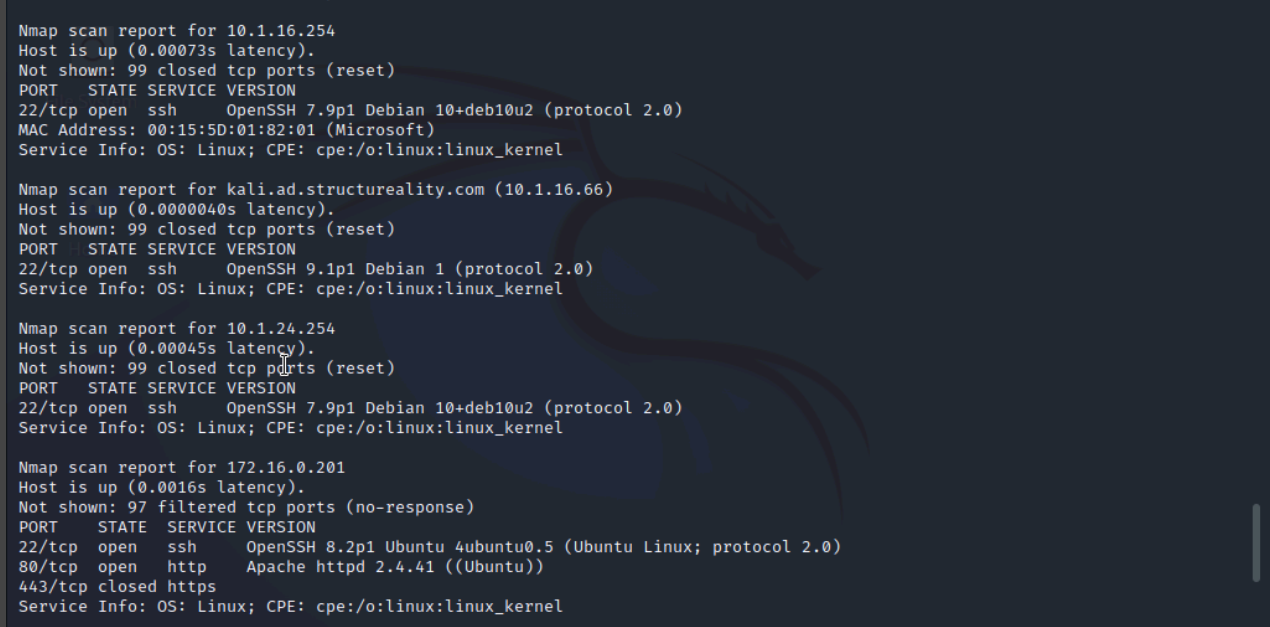 Nmap scan report for 10.1.16.254
Host is up (0.00073s latency).
Not shown: 99 closed tcp ports (reset)
PORT   STATE SERVICE VERSION
22/tcp open  ssh     OpenSSH 7.9p1 Debian 10+deb10u2 (protocol 2.0)
MAC Address: 00:15:5D:01:82:01 (Microsoft)
Service Info: OS: Linux; CPE: cpe:/o:linux:linux_kernel

Nmap scan report for kali.ad.structureality.com (10.1.16.66)
Host is up (0.0000040s latency).
Not shown: 99 closed tcp ports (reset)
PORT   STATE SERVICE VERSION
22/tcp open  ssh     OpenSSH 9.1p1 Debian 1 (protocol 2.0)
Service Info: OS: Linux; CPE: cpe:/o:linux:linux_kernel

Nmap scan report for 10.1.24.254
Host is up (0.00045s latency).
Not shown: 99 closed tcp ports (reset)
PORT   STATE SERVICE VERSION
22/tcp open  ssh     OpenSSH 7.9p1 Debian 10+deb10u2 (protocol 2.0)
Service Info: OS: Linux; CPE: cpe:/o:linux:linux_kernel

Nmap scan report for 172.16.0.201
Host is up (0.0016s latency).
Not shown: 97 filtered tcp ports (no-response)
PORT    STATE  SERVICE VERSION
22/tcp  open   ssh     OpenSSH 8.2p1 Ubuntu 4ubuntu0.5 (Ubuntu Linux; protocol 2.0)
80/tcp  open   http    Apache httpd 2.4.41 ((Ubuntu))
443/tcp closed https
Service Info: OS: Linux; CPE: cpe:/o:linux:linux_kernel